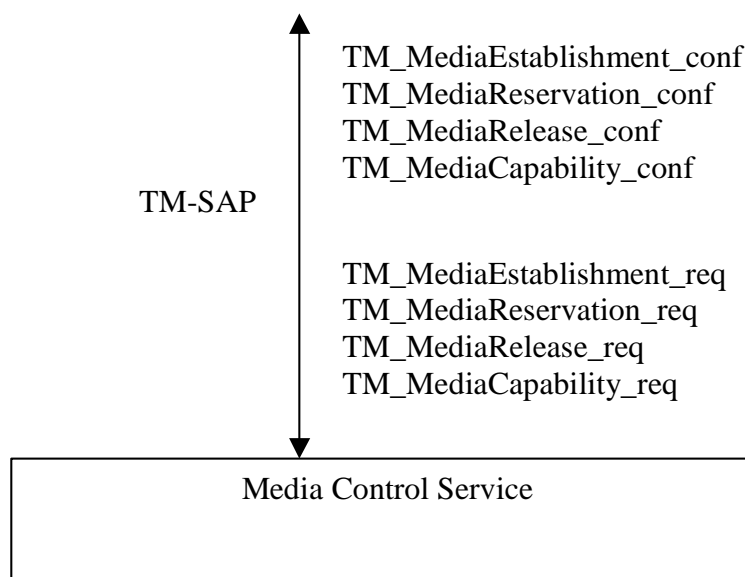 TM_MediaEstablishment_conf
TM_MediaReservation_conf
TM_MediaRelease_conf
TM_MediaCapability_conf
TM-SAP
TM_MediaEstablishment_req
TM_MediaReservation_req
TM_MediaRelease_req
TM_MediaCapability_req
Media Control Service